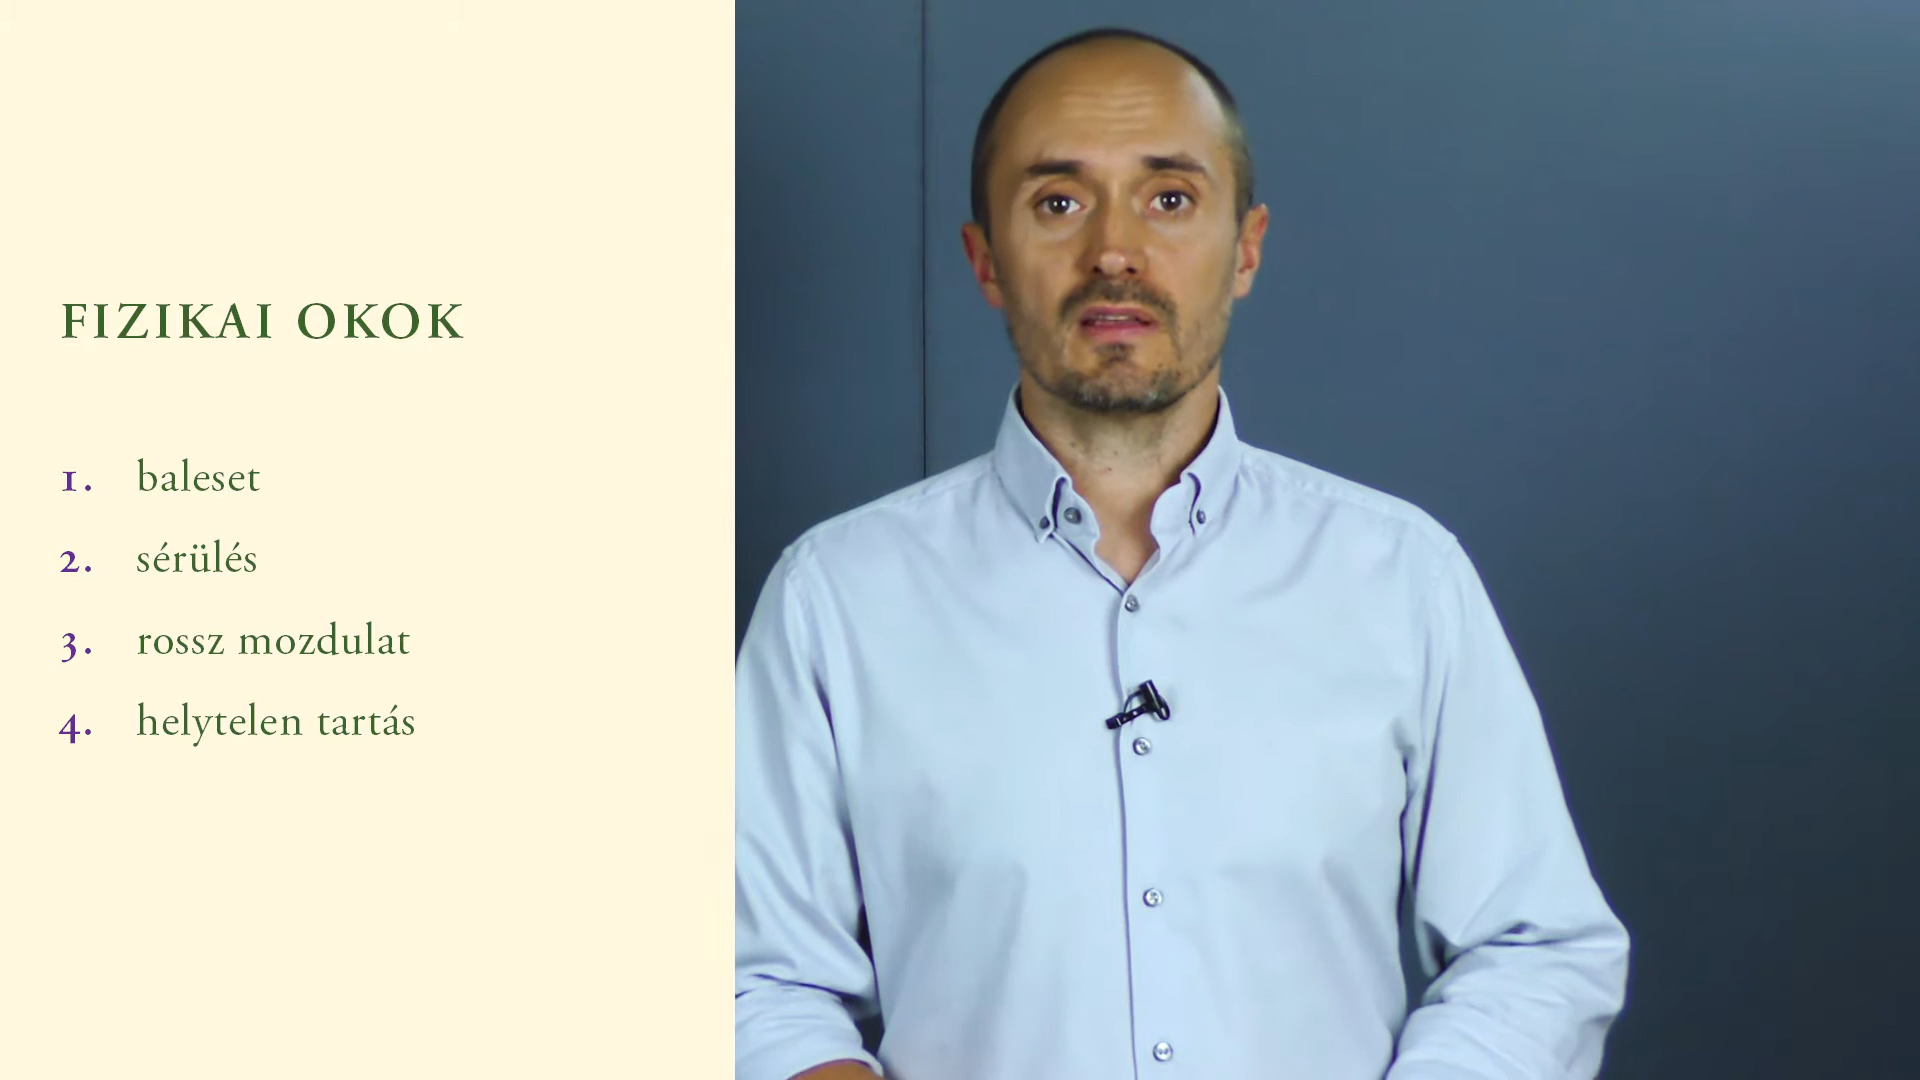 FIZIKAI OKOK
1. baleset
2. sérülés
3. rossz mozdulat
4. helytelen tartás